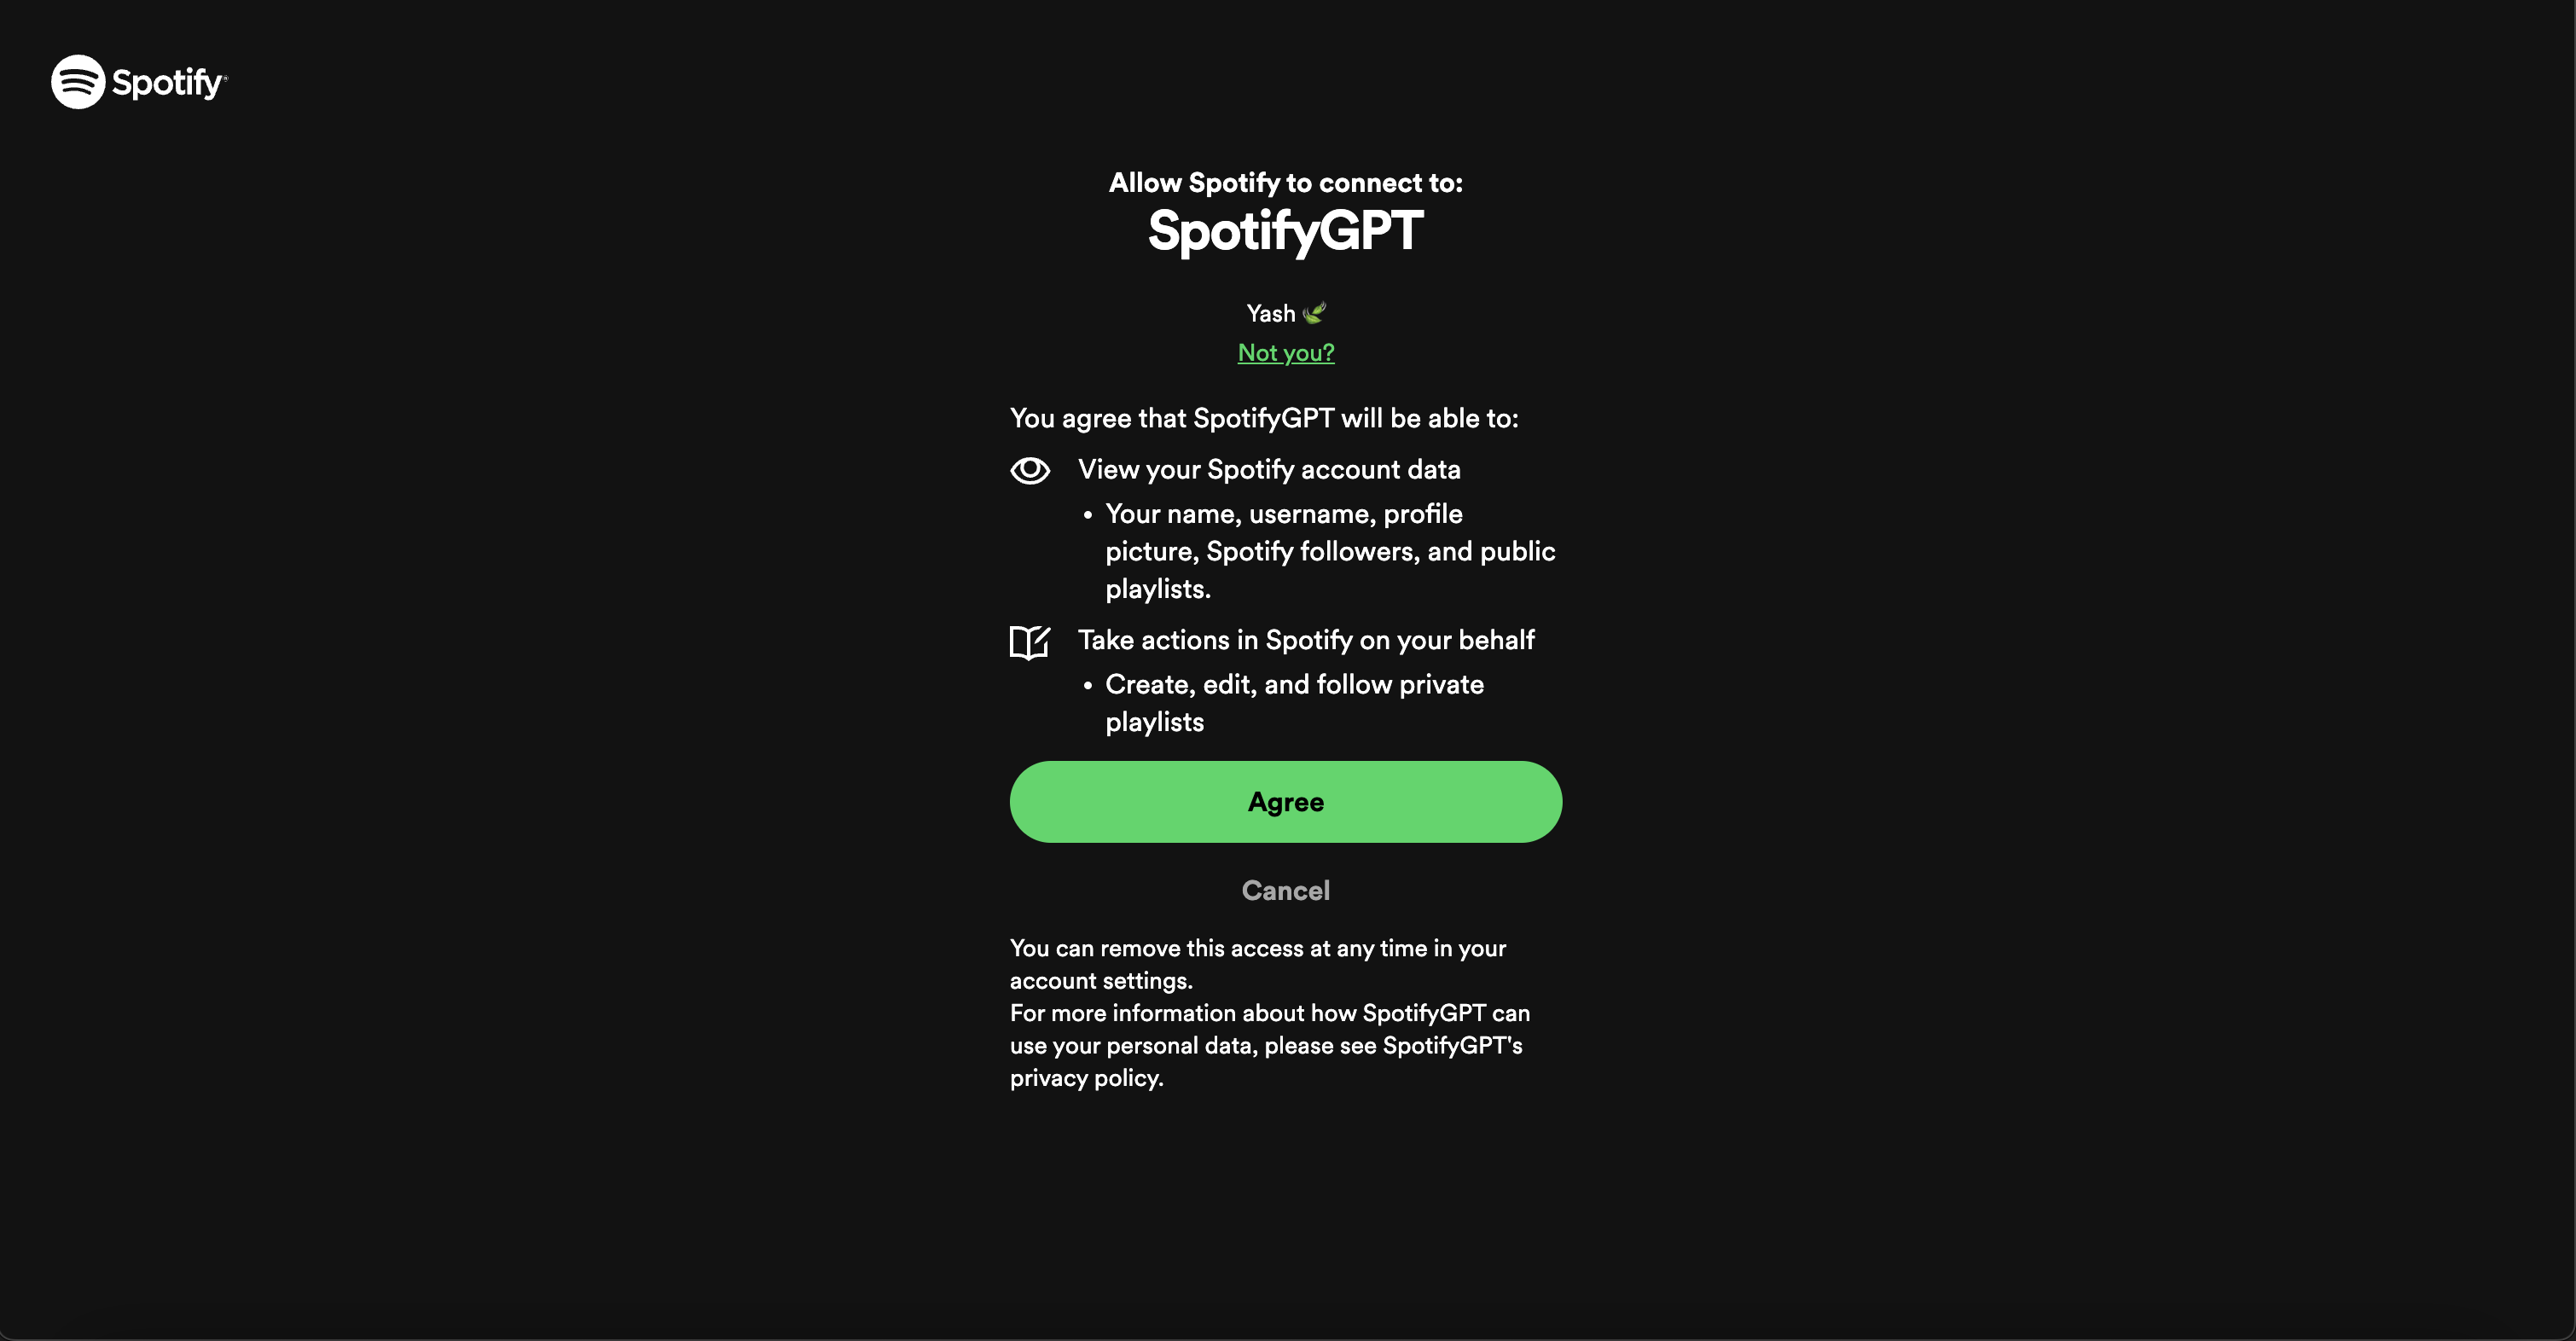 Spotify®
Allow Spotify to connect to:
SpotifyGPT
Yash 🌿
Not you?
You agree that SpotifyGPT will be able to:
View your Spotify account data
• Your name, username, profile
picture, Spotify followers, and public
playlists.
Take actions in Spotify on your behalf
• Create, edit, and follow private
playlists
Agree
Cancel
You can remove this access at any time in your
account settings.
For more information about how SpotifyGPT can
use your personal data, please see SpotifyGPT's
privacy policy.